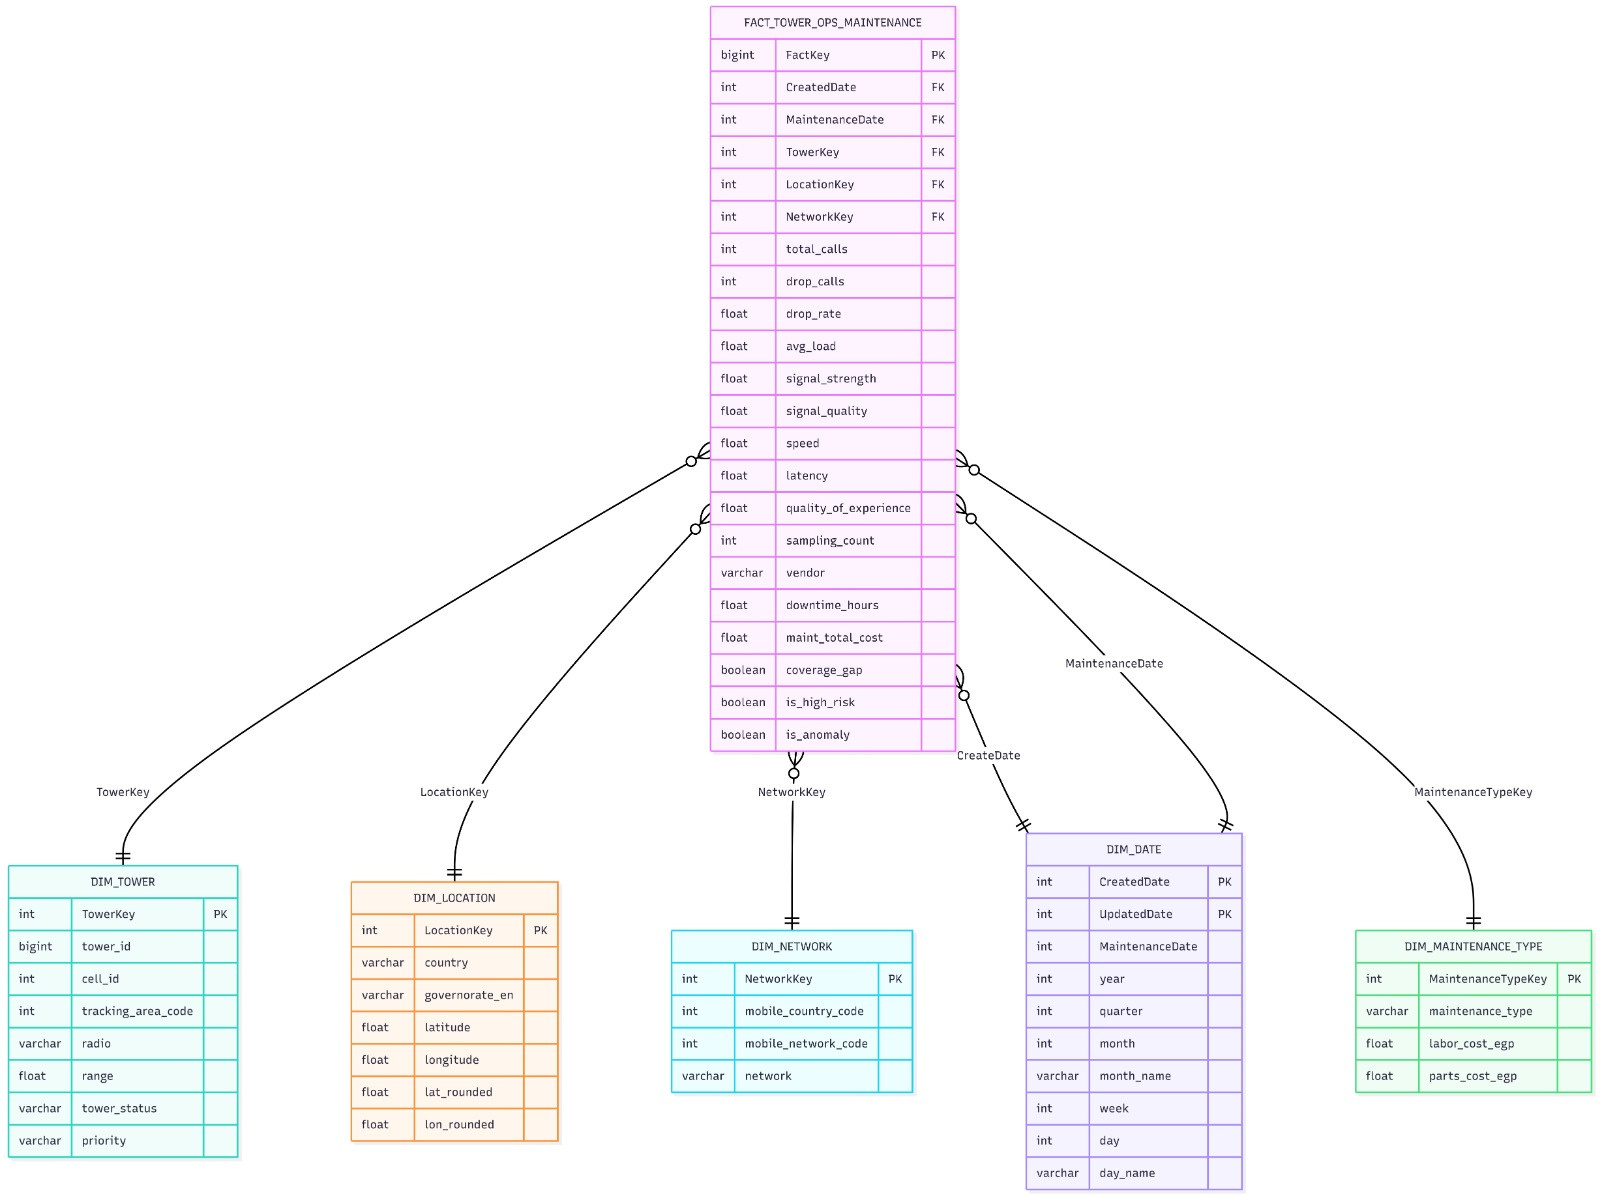 FACT_TOWER_OPS_MAINTENANCE
bigint FactKey PK
int CreatedDate FK
int MaintenanceDate FK
int TowerKey FK
int LocationKey FK
int NetworkKey FK
int total_calls
int drop_calls
float drop_rate
float avg_load
float signal_strength
float signal_quality
float speed
float latency
float quality_of_experience
int sampling_count
varchar vendor
float downtime_hours
float maint_total_cost
boolean coverage_gap
boolean is_high_risk
boolean is_anomaly
TowerKey
LocationKey
NetworkKey
CreateDate
MaintenanceDate
MaintenanceTypeKey
DIM_TOWER
int TowerKey PK
bigint tower_id
int cell_id
int tracking_area_code
varchar radio
float range
varchar tower_status
varchar priority
DIM_LOCATION
int LocationKey PK
varchar country
varchar governorate_en
float latitude
float longitude
float lat_rounded
float lon_rounded
DIM_NETWORK
int NetworkKey PK
int mobile_country_code
int mobile_network_code
varchar network
DIM_DATE
int CreatedDate PK
int UpdatedDate PK
int MaintenanceDate
int year
int quarter
int month
varchar month_name
int week
int day
varchar day_name
DIM_MAINTENANCE_TYPE
int MaintenanceTypeKey PK
varchar maintenance_type
float labor_cost_egp
float parts_cost_egp